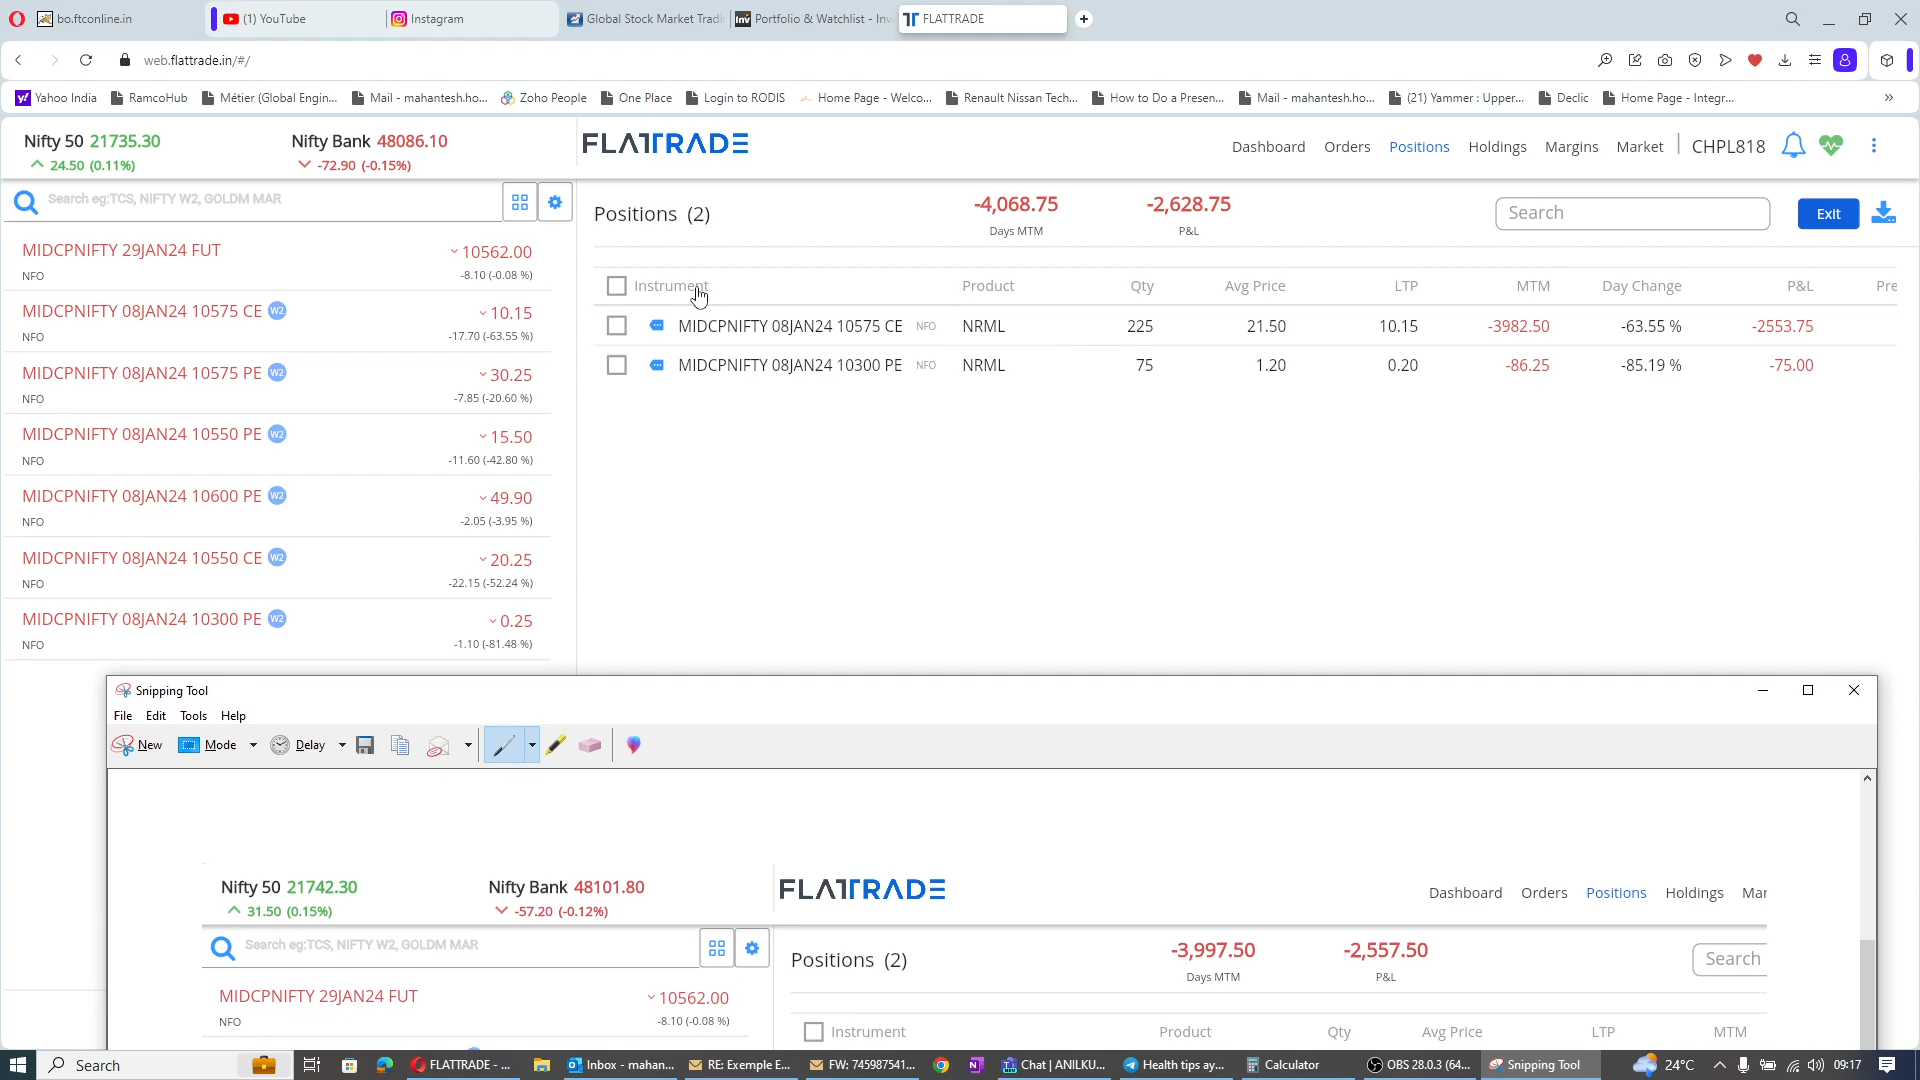 bo.ftconline.in
(1) YouTube
Instagram
Global Stock Market Tradi
Portfolio & Watchlist - Inv
FLATTRADE
web.flattrade.in/#/
Yahoo India
RamcoHub
Métier (Global Engin...
Mail - mahantesh.ho...
Zoho People
One Place
Login to RODIS
Home Page - Welco...
Renault Nissan Tech...
How to Do a Presen...
Mail - mahantesh.ho...
(21) Yammer : Upper...
Declic
Home Page - Integr...
Nifty 50 21735.30
24.50 (0.11%)
Nifty Bank 48086.10
-72.90 (-0.15%)
FLATTRADE
Dashboard
Orders
Positions
Holdings
Margins
Market
CHPL818
Search eg:TCS, NIFTY W2, GOLDM MAR
MIDCPNIFTY 29JAN24 FUT 10562.00
NFO -8.10 (-0.08 %)
MIDCPNIFTY 08JAN24 10575 CE W2 10.15
NFO -17.70 (-63.55 %)
MIDCPNIFTY 08JAN24 10575 PE W2 30.25
NFO -7.85 (-20.60 %)
MIDCPNIFTY 08JAN24 10550 PE W2 15.50
NFO -11.60 (-42.80 %)
MIDCPNIFTY 08JAN24 10600 PE W2 49.90
NFO -2.05 (-3.95 %)
MIDCPNIFTY 08JAN24 10550 CE W2 20.25
NFO -22.15 (-52.24 %)
MIDCPNIFTY 08JAN24 10300 PE W2 0.25
NFO -1.10 (-81.48 %)
Positions (2)
-4,068.75
Days MTM
-2,628.75
P&L
Search
Exit
Instrument Product Qty Avg Price LTP MTM Day Change P&L Pre
MIDCPNIFTY 08JAN24 10575 CE NFO NRML 225 21.50 10.15 -3982.50 -63.55 % -2553.75
MIDCPNIFTY 08JAN24 10300 PE NFO NRML 75 1.20 0.20 -86.25 -85.19 % -75.00
Snipping Tool
File Edit Tools Help
New Mode Delay
Nifty 50 21742.30
31.50 (0.15%)
Nifty Bank 48101.80
-57.20 (-0.12%)
FLATTRADE
Dashboard Orders Positions Holdings Mar
Search eg:TCS, NIFTY W2, GOLDM MAR
Positions (2)
-3,997.50
Days MTM
-2,557.50
P&L
Search
MIDCPNIFTY 29JAN24 FUT 10562.00
NFO -8.10 (-0.08 %)
Instrument Product Qty Avg Price LTP MTM
Search
FLATTRADE - ...
Inbox - mahan...
RE: Exemple E...
FW: 745987541...
Chat | ANILKU...
Health tips ay...
Calculator
OBS 28.0.3 (64...
Snipping Tool
24°C
09:17